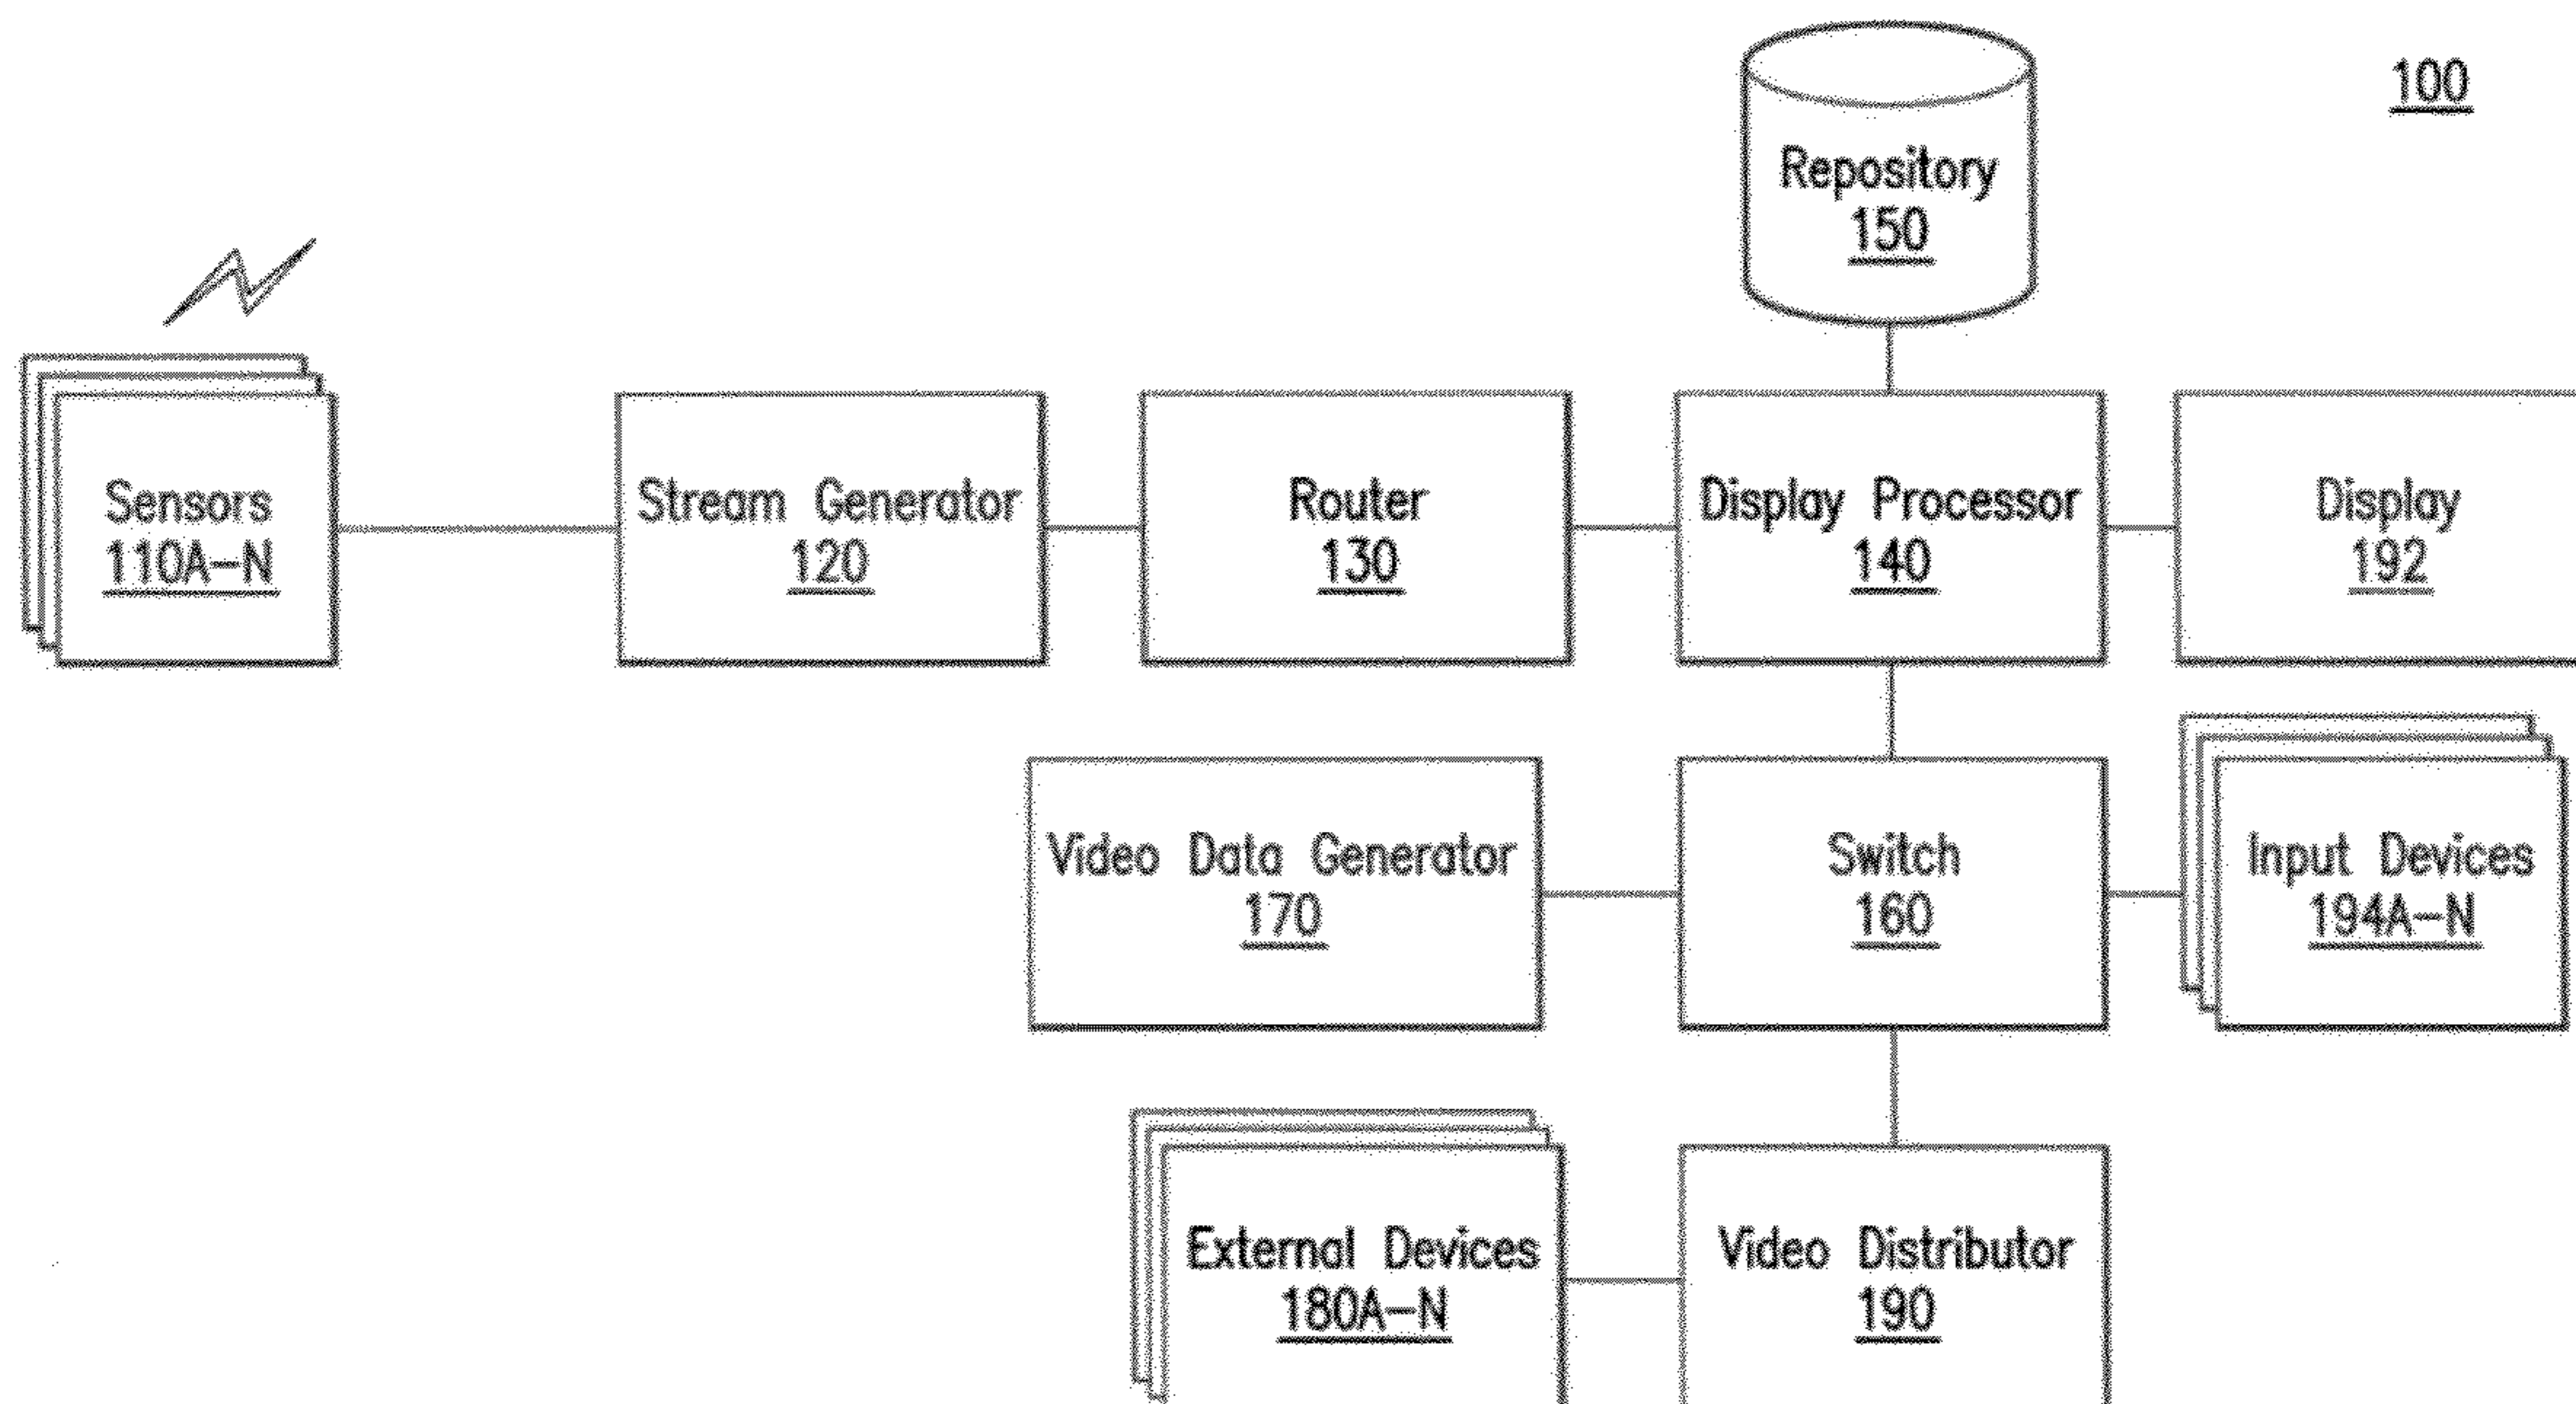 100
Repository
150
Sensors
110A-N
Stream Generator
120
Router
130
Display Processor
140
Display
192
Video Data Generator
170
Switch
160
Input Devices
194A-N
External Devices
180A-N
Video Distributor
190